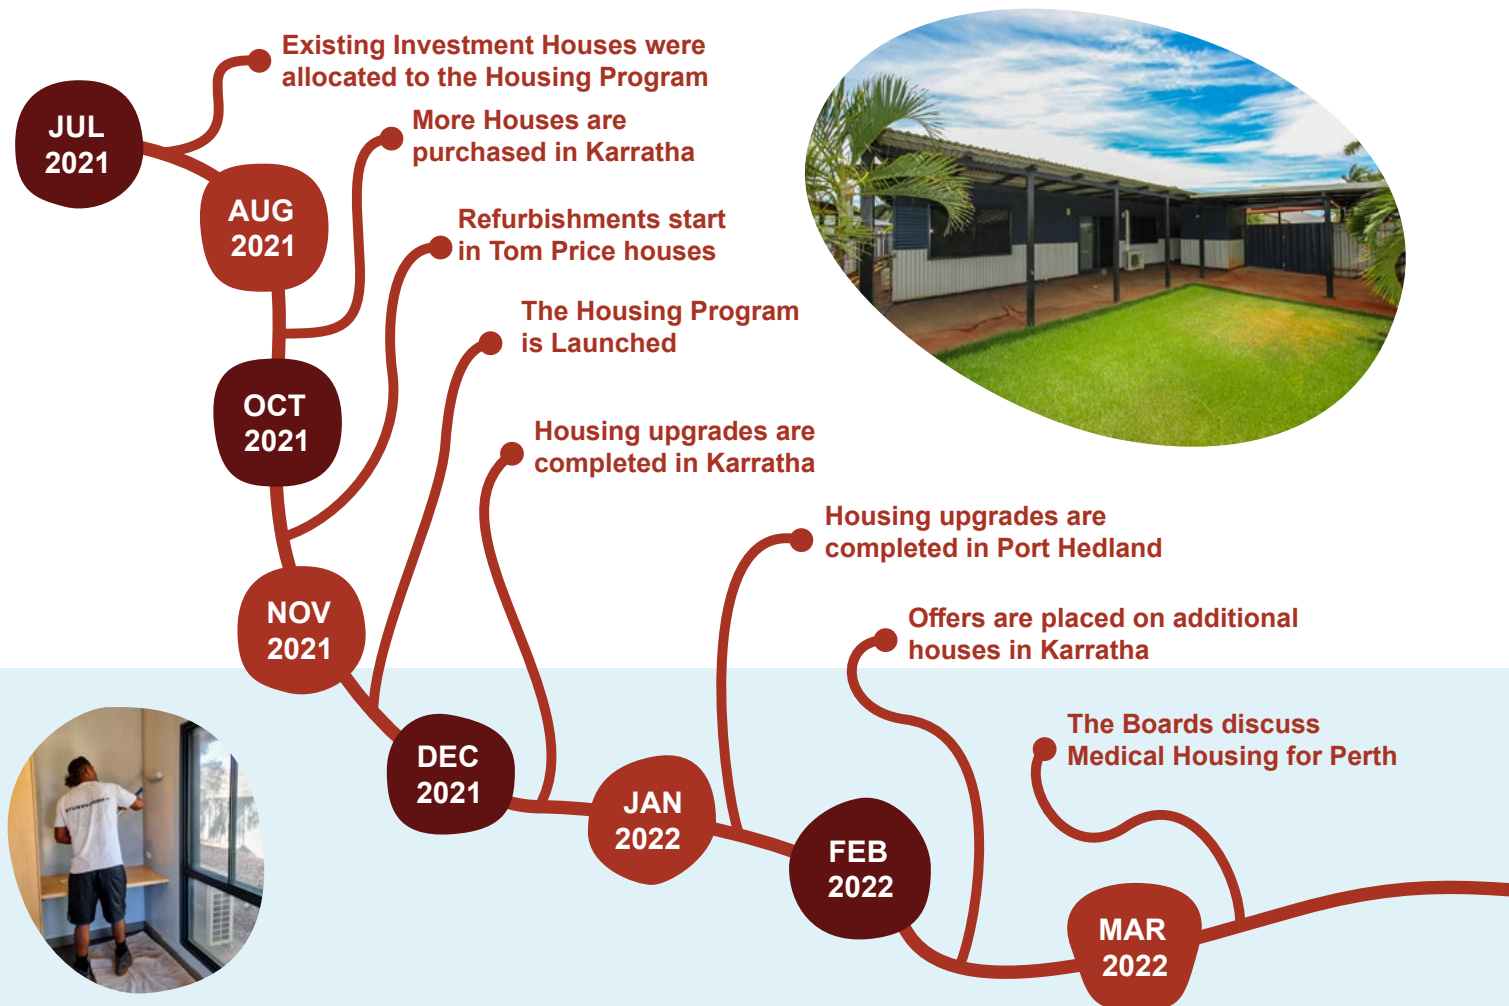 JUL
2021
Existing Investment Houses were
allocated to the Housing Program
AUG
2021
More Houses are
purchased in Karratha
OCT
2021
Refurbishments start
in Tom Price houses
NOV
2021
The Housing Program
is Launched
DEC
2021
Housing upgrades are
completed in Karratha
JAN
2022
Housing upgrades are
completed in Port Hedland
FEB
2022
Offers are placed on additional
houses in Karratha
MAR
2022
The Boards discuss
Medical Housing for Perth